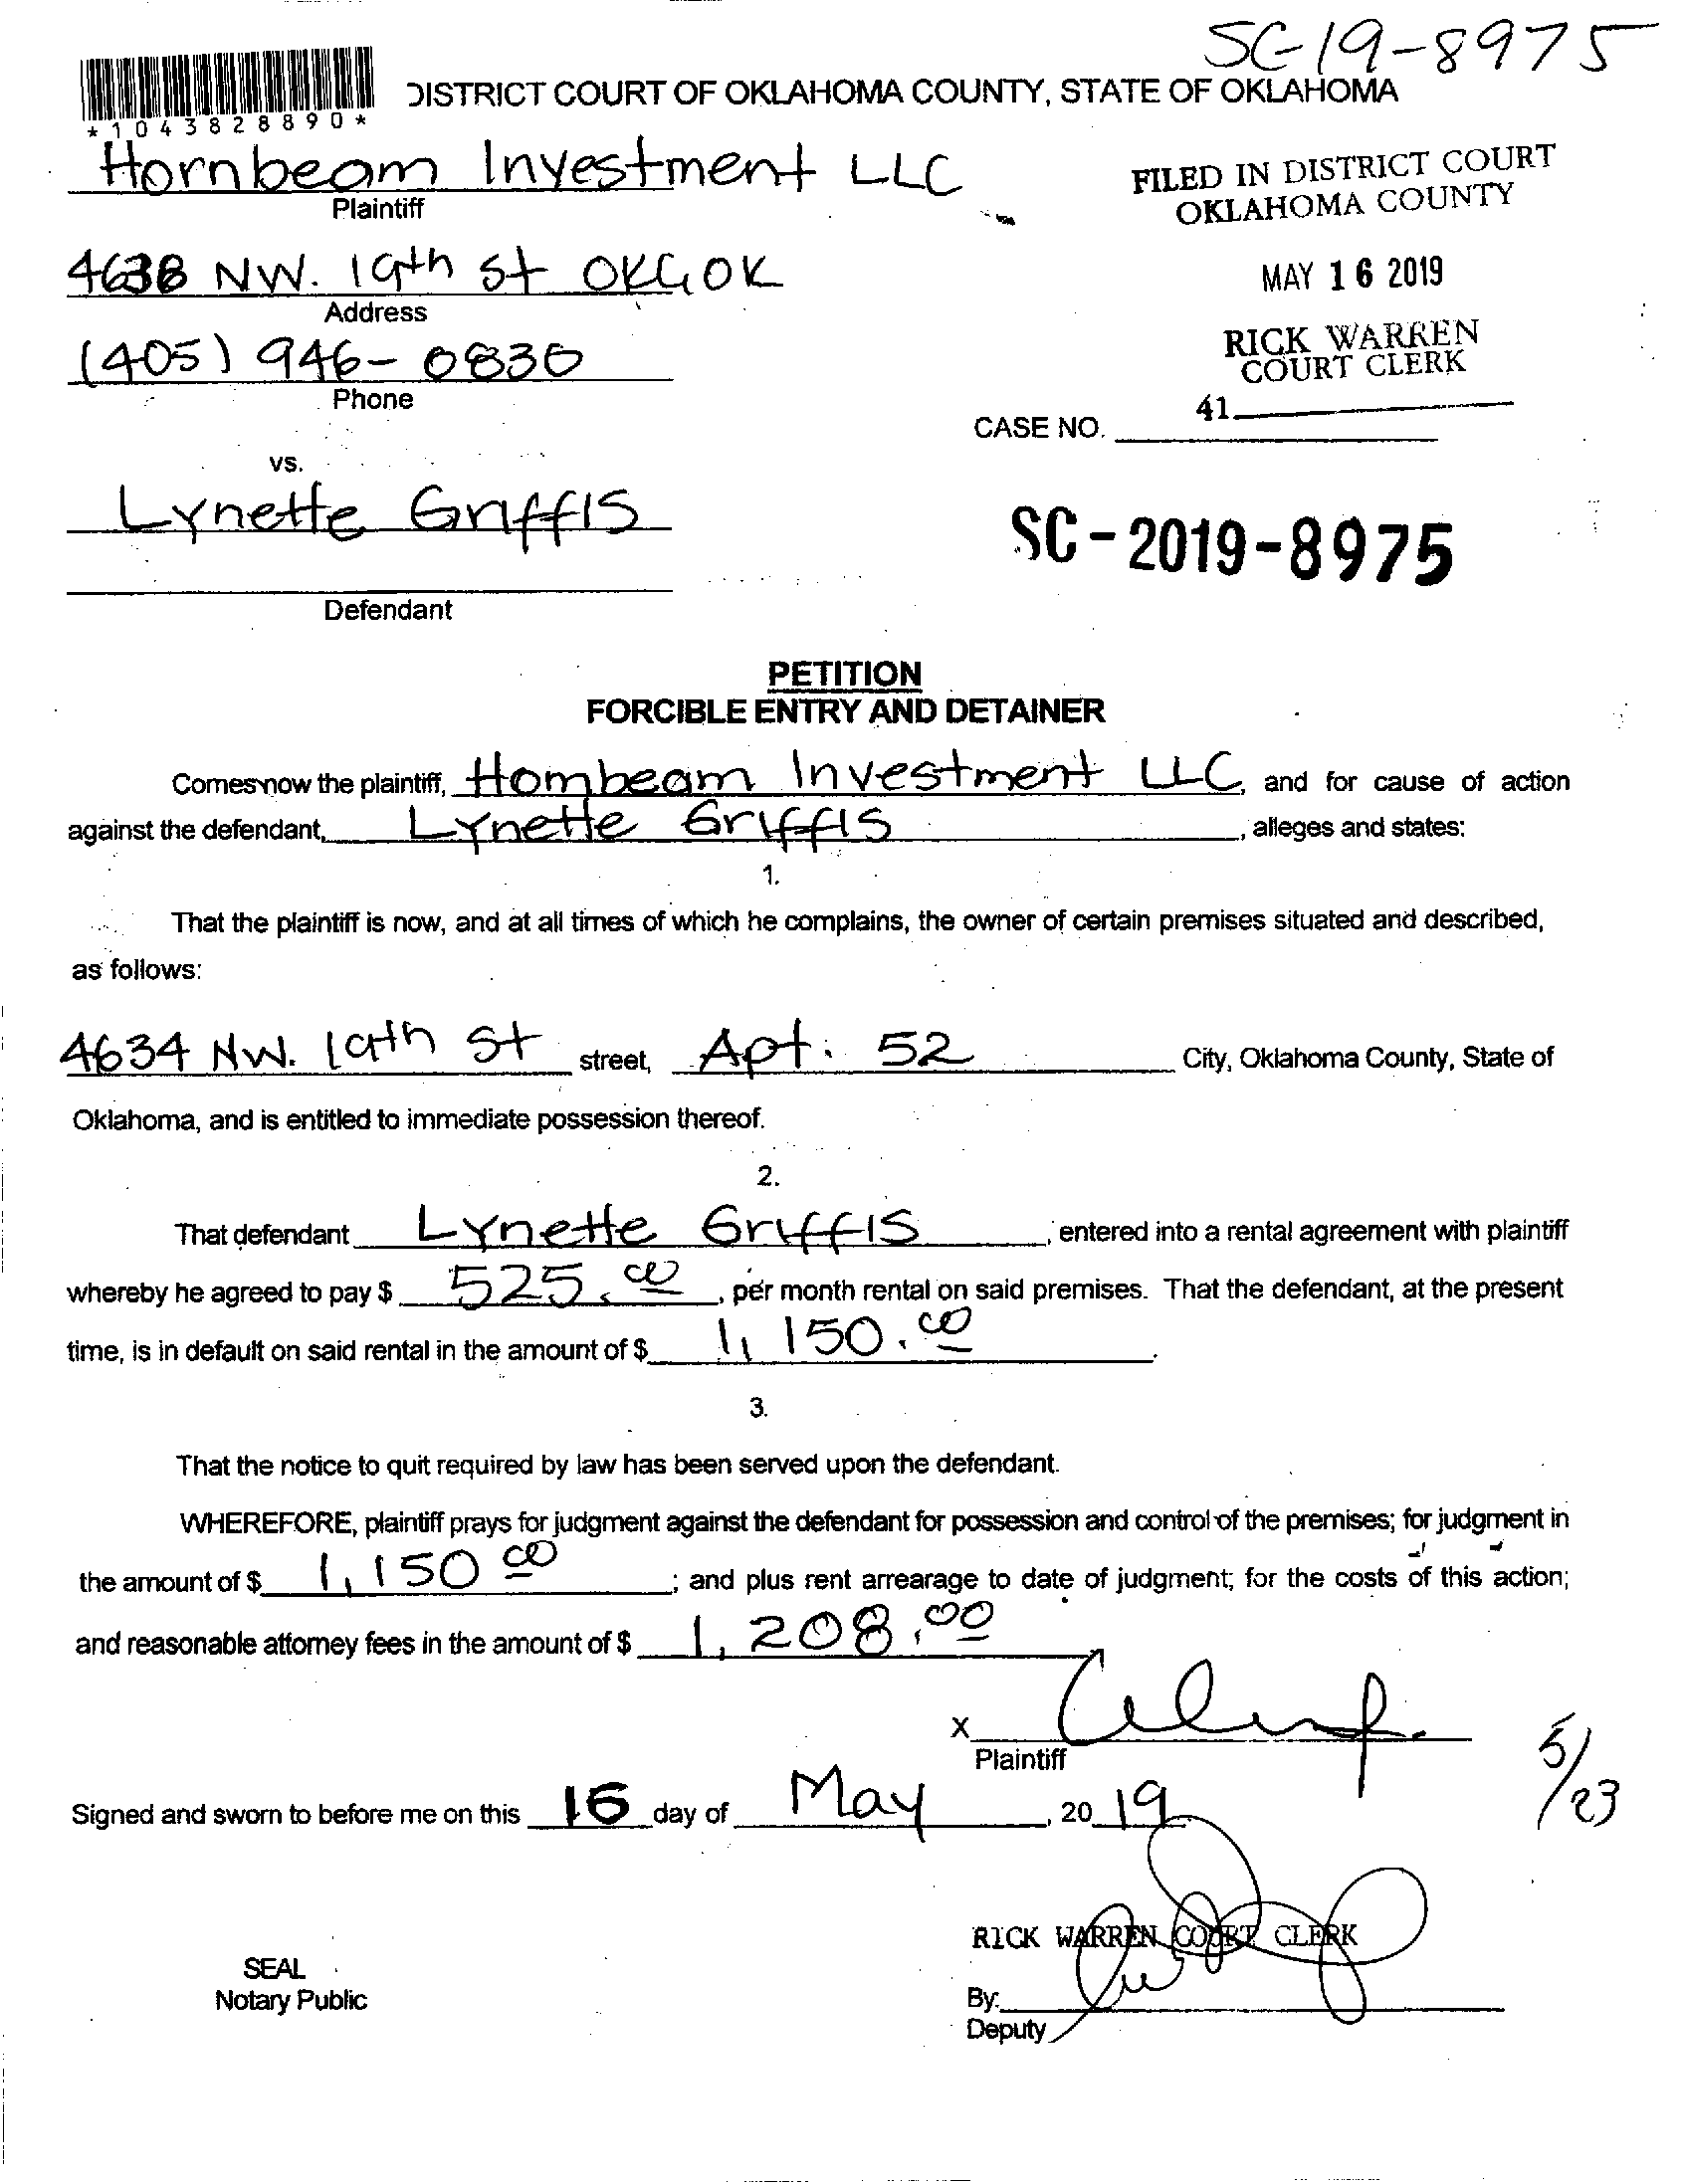 SC-19-8975
*1043828890*
DISTRICT COURT OF OKLAHOMA COUNTY, STATE OF OKLAHOMA
Hornbeam Investment LLC
Plaintiff
FILED IN DISTRICT COURT
OKLAHOMA COUNTY
4638 NW. 19th St OKC, OK
Address
MAY 16 2019
(405) 946-0830
Phone
RICK WARREN
COURT CLERK
41
CASE NO.
vs.
Lynette Griffis
SC-2019-8975
Defendant
PETITION
FORCIBLE ENTRY AND DETAINER
Comes now the plaintiff, Hornbeam Investment LLC, and for cause of action
against the defendant, Lynette Griffis, alleges and states:
1.
That the plaintiff is now, and at all times of which he complains, the owner of certain premises situated and described,
as follows:
4634 NW. 19th St street, Apt. 52 City, Oklahoma County, State of
Oklahoma, and is entitled to immediate possession thereof.
2.
That defendant Lynette Griffis, entered into a rental agreement with plaintiff
whereby he agreed to pay $ 525.00, per month rental on said premises. That the defendant, at the present
time, is in default on said rental in the amount of $ 1,150.00.
3.
That the notice to quit required by law has been served upon the defendant.
WHEREFORE, plaintiff prays for judgment against the defendant for possession and control of the premises; for judgment in
the amount of $ 1,150 00; and plus rent arrearage to date of judgment; for the costs of this action;
and reasonable attorney fees in the amount of $ 1,208.00
X
Plaintiff
5/23
Signed and sworn to before me on this 16 day of May, 2019
RICK WARREN COURT CLERK
SEAL
Notary Public
By:
Deputy